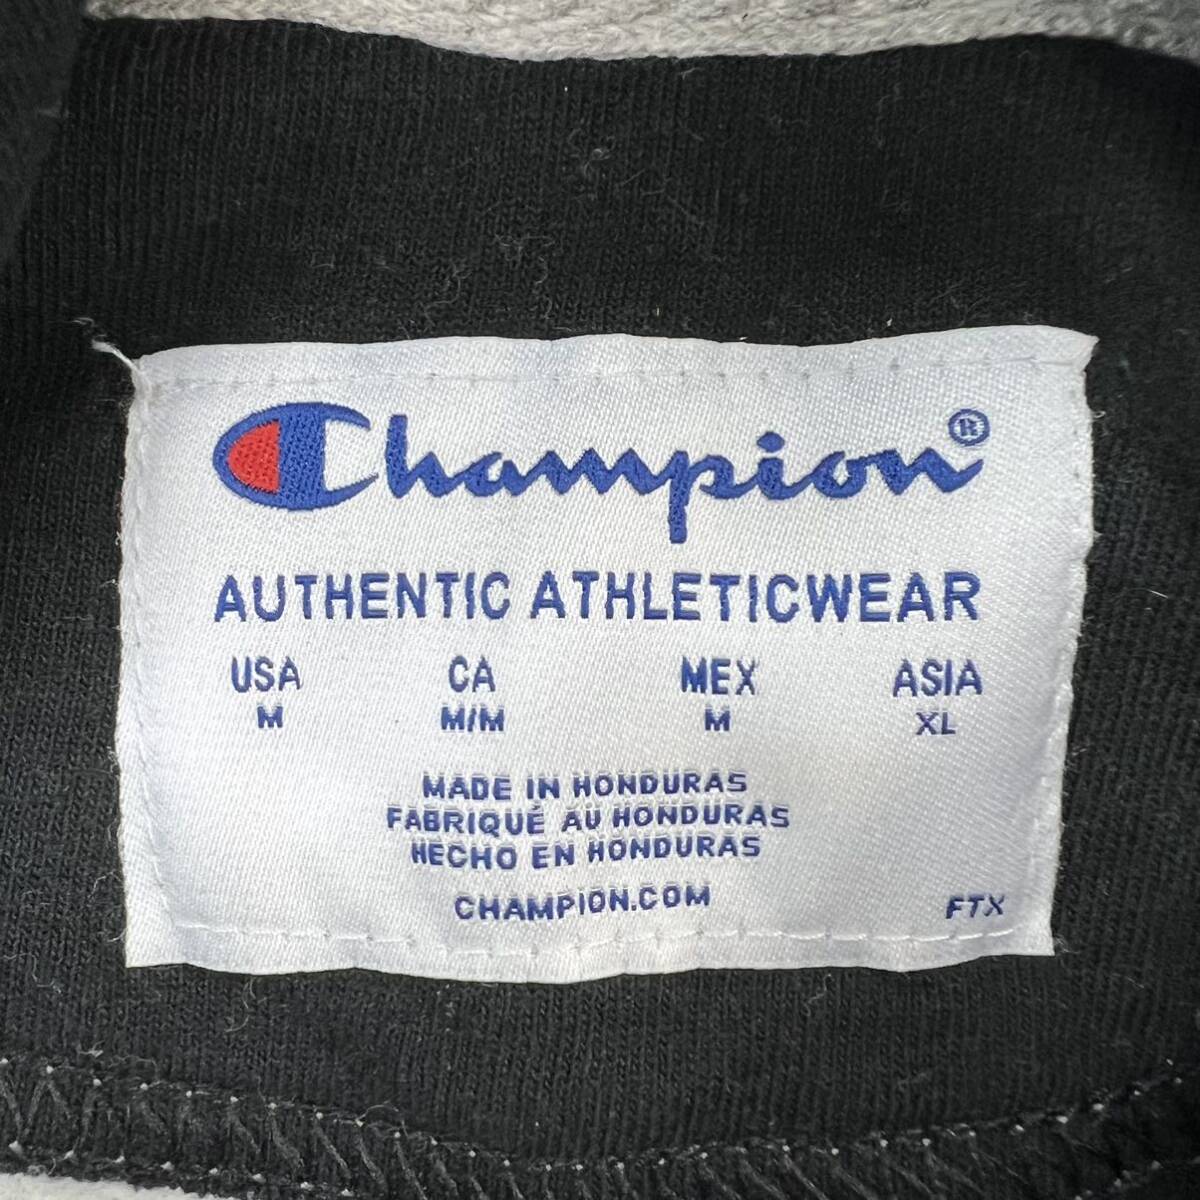 Champion®
AUTHENTIC ATHLETICWEAR
USA CA MEX ASIA
M M/M M XL
MADE IN HONDURAS
FABRIQUÉ AU HONDURAS
HECHO EN HONDURAS
CHAMPION.COM
FTX